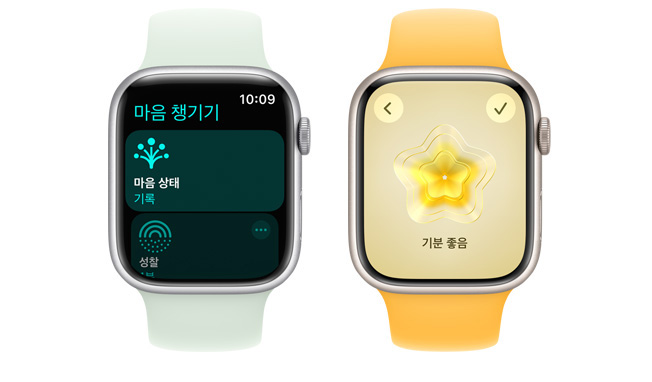 10:09
마음 챙기기
마음 상태
기록
성찰
기분 좋음